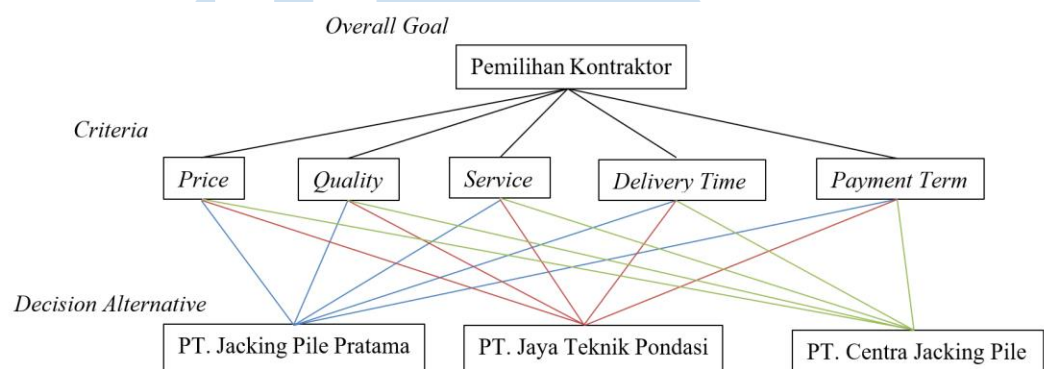 Overall Goal
Pemilihan Kontraktor
Criteria
Price
Quality
Service
Delivery Time
Payment Term
Decision Alternative
PT. Jacking Pile Pratama
PT. Jaya Teknik Pondasi
PT. Centra Jacking Pile